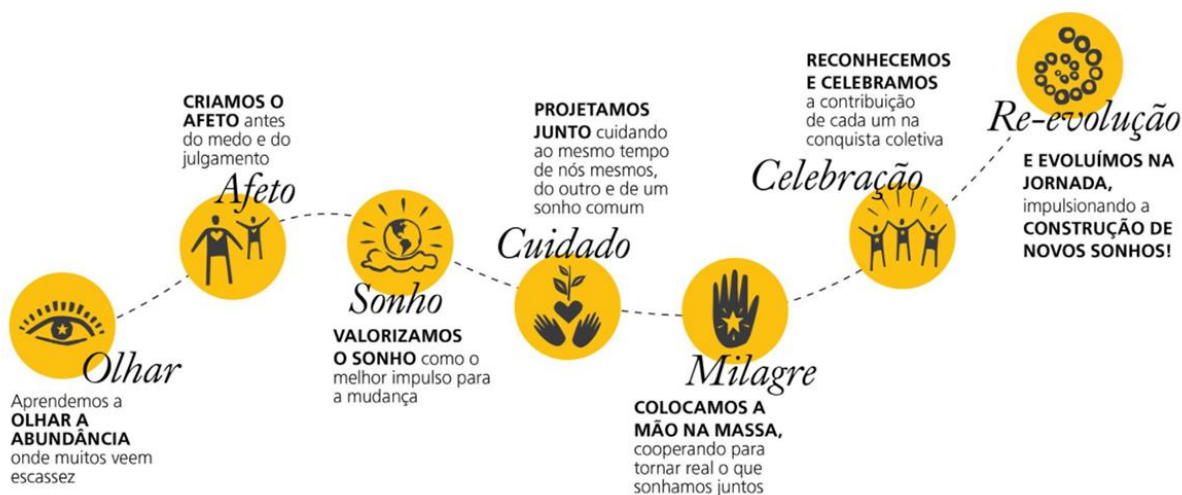 Olhar
Aprendemos a
OLHAR A
ABUNDÂNCIA
onde muitos veem
escassez
CRIAMOS O
AFETO antes
do medo e do
julgamento
Afeto
Sonho
VALORIZAMOS
O SONHO como o
melhor impulso para
a mudança
PROJETAMOS
JUNTO cuidando
ao mesmo tempo
de nós mesmos,
do outro e de um
sonho comum
Cuidado
Milagre
COLOCAMOS A
MÃO NA MASSA,
cooperando para
tornar real o que
sonhamos juntos
RECONHECEMOS
E CELEBRAMOS
a contribuição
de cada um na
conquista coletiva
Celebração
Re-evolução
E EVOLUÍMOS NA
JORNADA,
impulsionando a
CONSTRUÇÃO DE
NOVOS SONHOS!